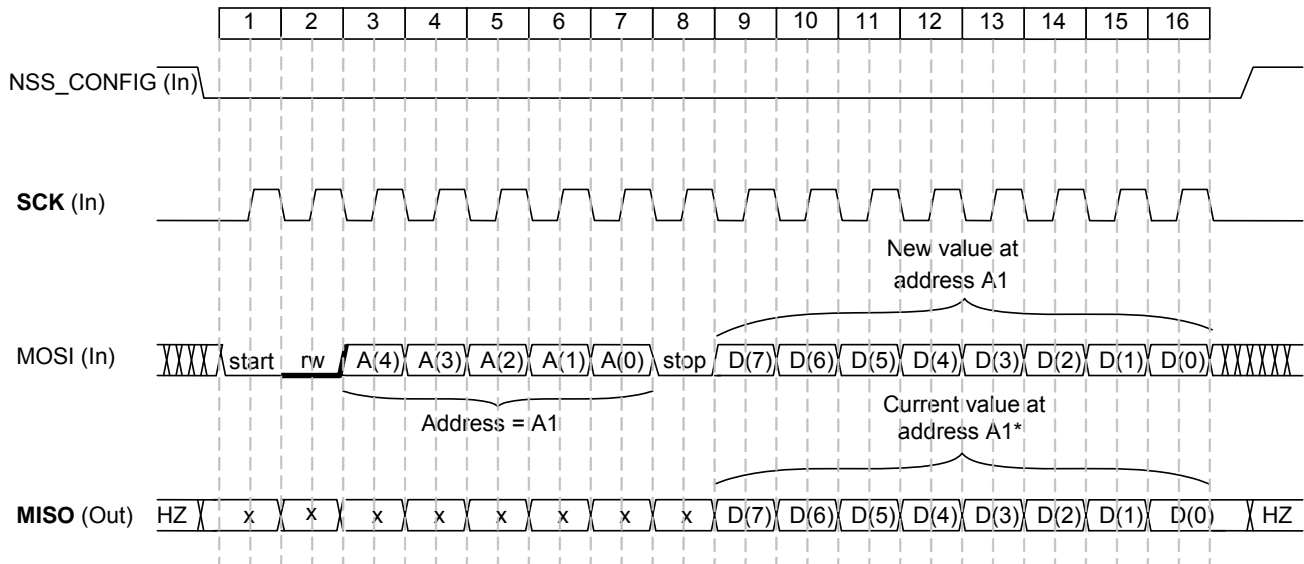 1 2 3 4 5 6 7 8 9 10 11 12 13 14 15 16
NSS_CONFIG (In)
SCK (In)
New value at
address A1
MOSI (In) start rw A(4) A(3) A(2) A(1) A(0) stop D(7) D(6) D(5) D(4) D(3) D(2) D(1) D(0)
Address = A1
Current value at
address A1*
MISO (Out) HZ x x x x x x x x D(7) D(6) D(5) D(4) D(3) D(2) D(1) D(0) HZ